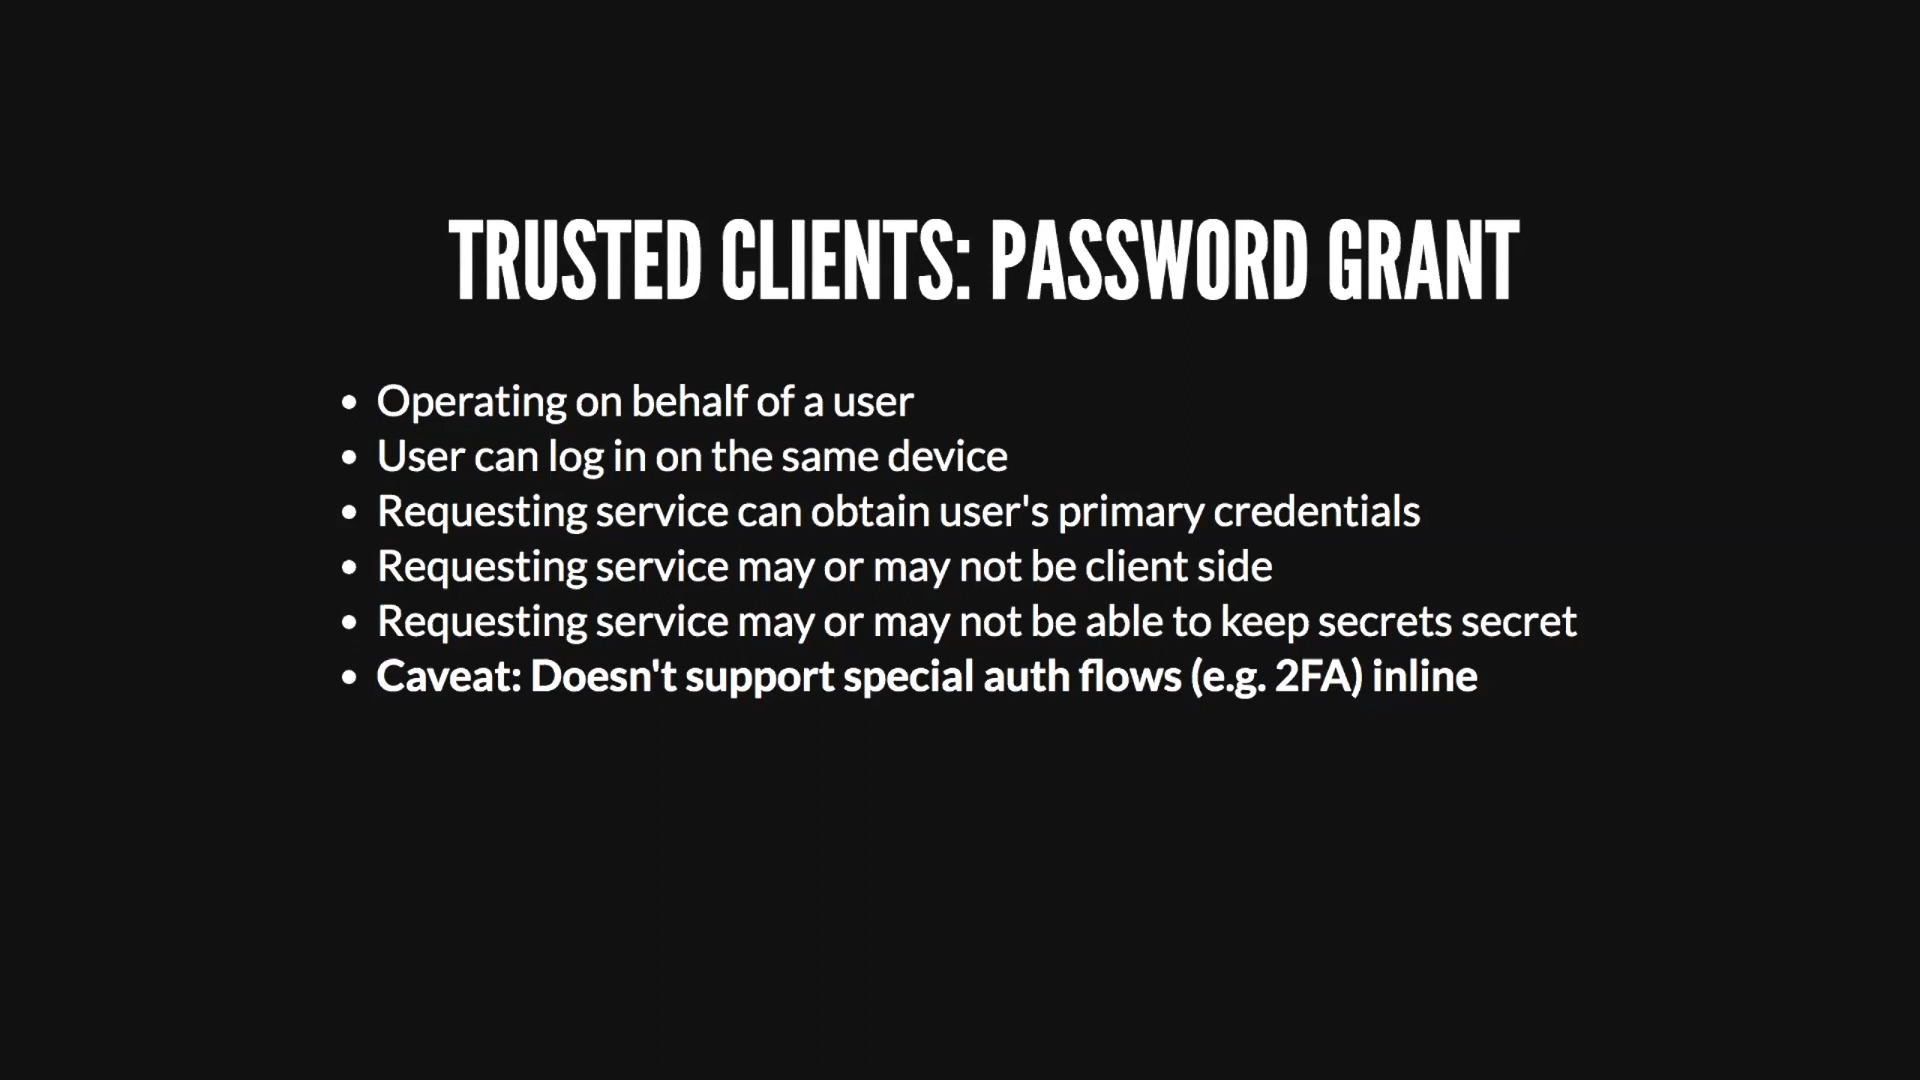 TRUSTED CLIENTS: PASSWORD GRANT
• Operating on behalf of a user
• User can log in on the same device
• Requesting service can obtain user's primary credentials
• Requesting service may or may not be client side
• Requesting service may or may not be able to keep secrets secret
• Caveat: Doesn't support special auth flows (e.g. 2FA) inline